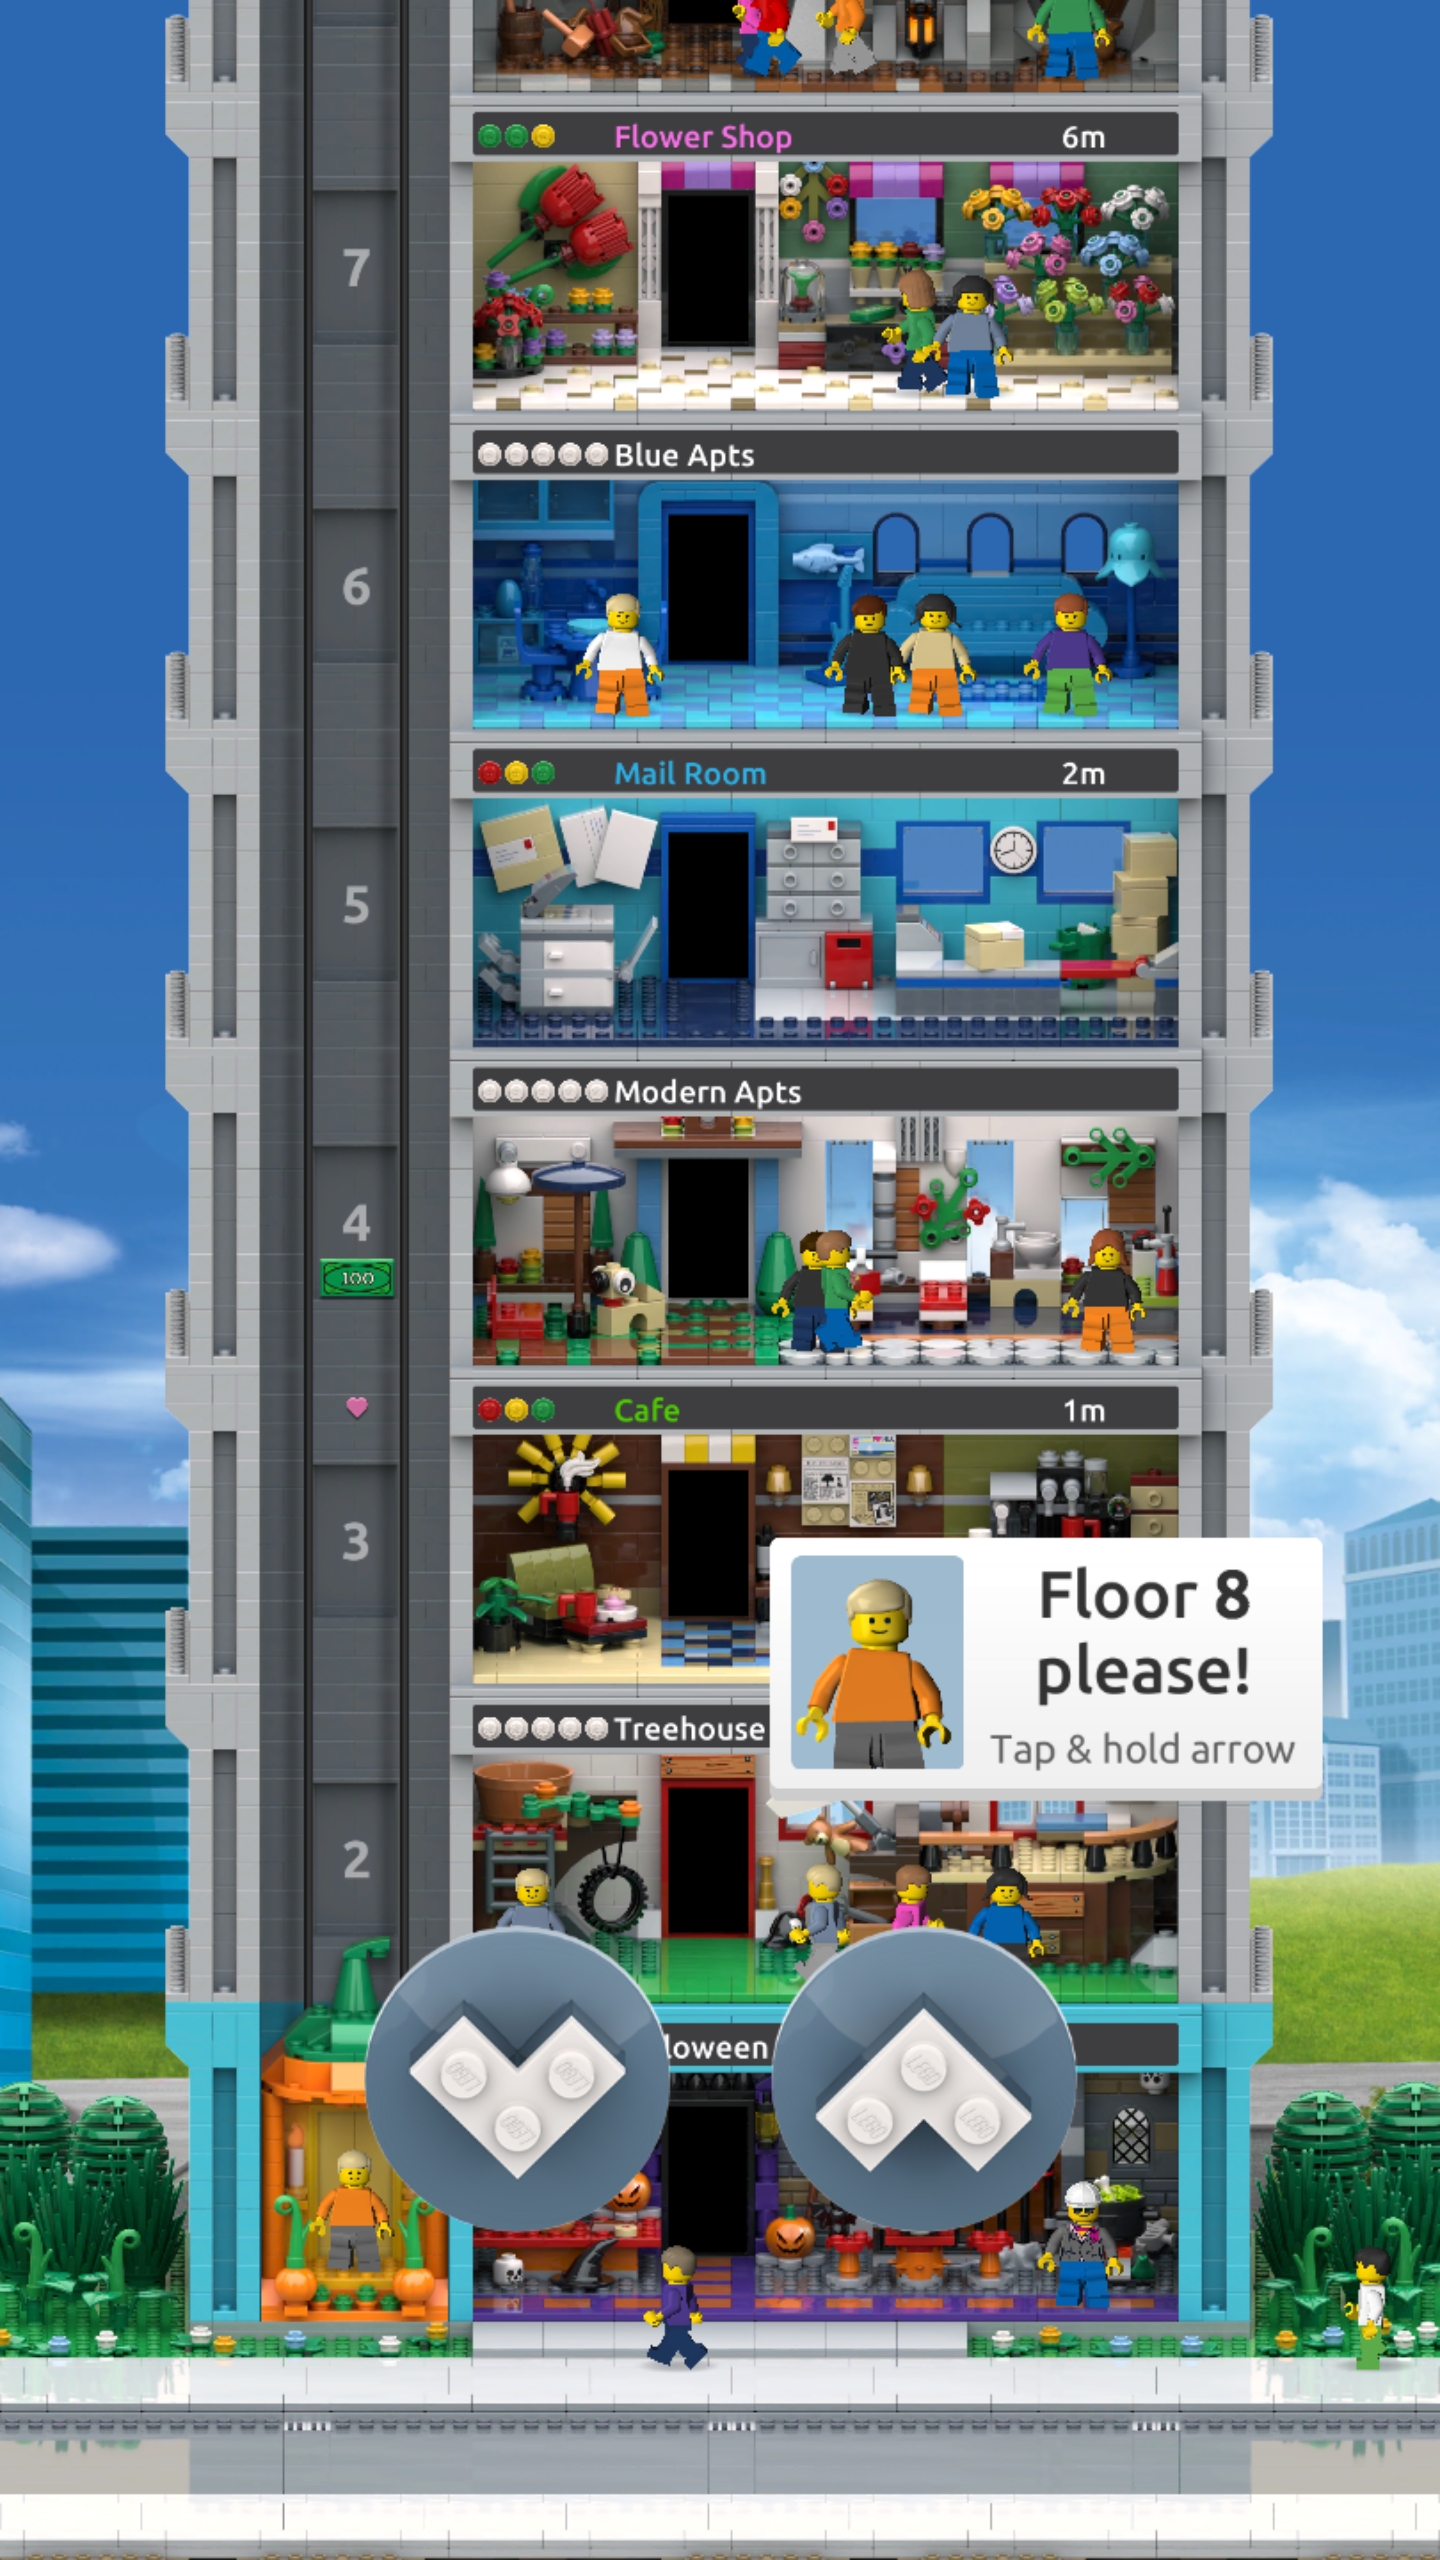 Flower Shop 6m
7
Blue Apts
6
Mail Room 2m
5
Modern Apts
4
100
Cafe 1m
3
Floor 8
please!
Tap & hold arrow
Treehouse
2
loween